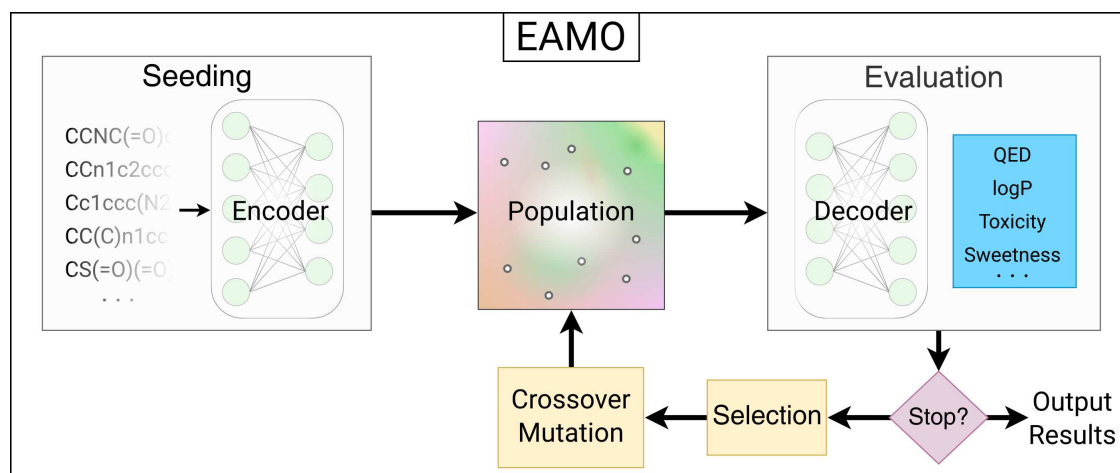 EAMO
Seeding
CCNC(=O)c
CCn1c2ccc
Cc1ccc(N2
CC(C)n1cc
CS(=O)(=O)
. . .
Encoder
Population
Evaluation
Decoder
QED
logP
Toxicity
Sweetness
. . .
Crossover
Mutation
Selection
Stop?
Output
Results